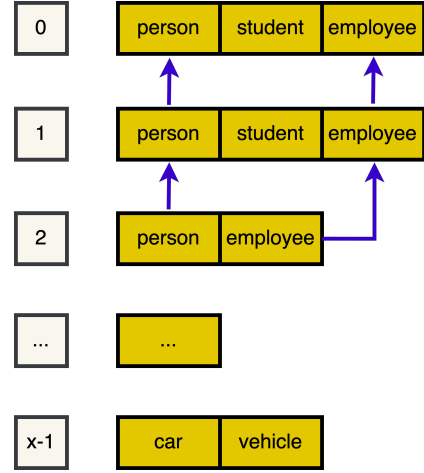 0 person student employee
1 person student employee
2 person employee
... ...
x-1 car vehicle